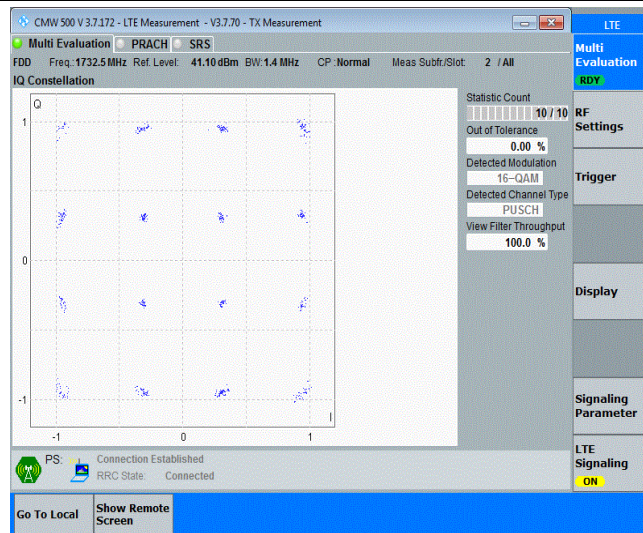 CMW 500 V 3.7.172 - LTE Measurement - V3.7.70 - TX Measurement
LTE
Multi Evaluation PRACH SRS
FDD Freq.:1732.5 MHz Ref. Level: 41.10 dBm BW:1.4 MHz CP :Normal Meas Subfr./Slot: 2 / All
IQ Constellation
Q
1
0
-1
-1 0 1
I
Statistic Count
10 / 10
Out of Tolerance
0.00 %
Detected Modulation
16-QAM
Detected Channel Type
PUSCH
View Filter Throughput
100.0 %
PS: Connection Established
RRC State: Connected
Multi
Evaluation
RDY
RF
Settings
Trigger
Display
Signaling
Parameter
LTE
Signaling
ON
Go To Local
Show Remote
Screen